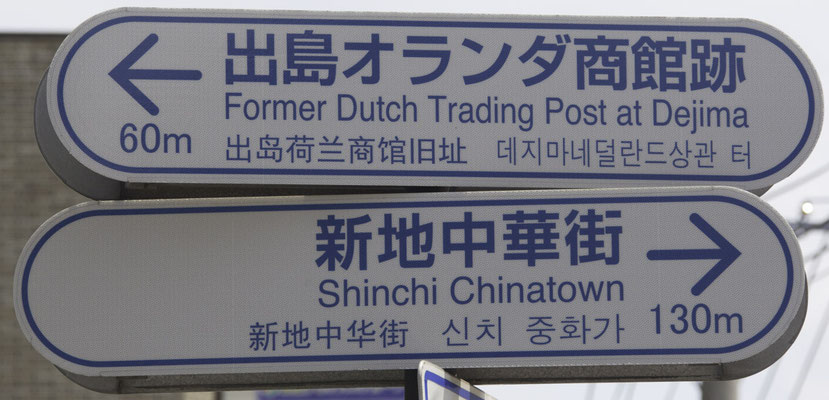 出島オランダ商館跡
Former Dutch Trading Post at Dejima
60m
出岛荷兰商馆旧址 데지마네덜란드상관 터
新地中華街
Shinchi Chinatown
新地中华街 신치 중화가 130m